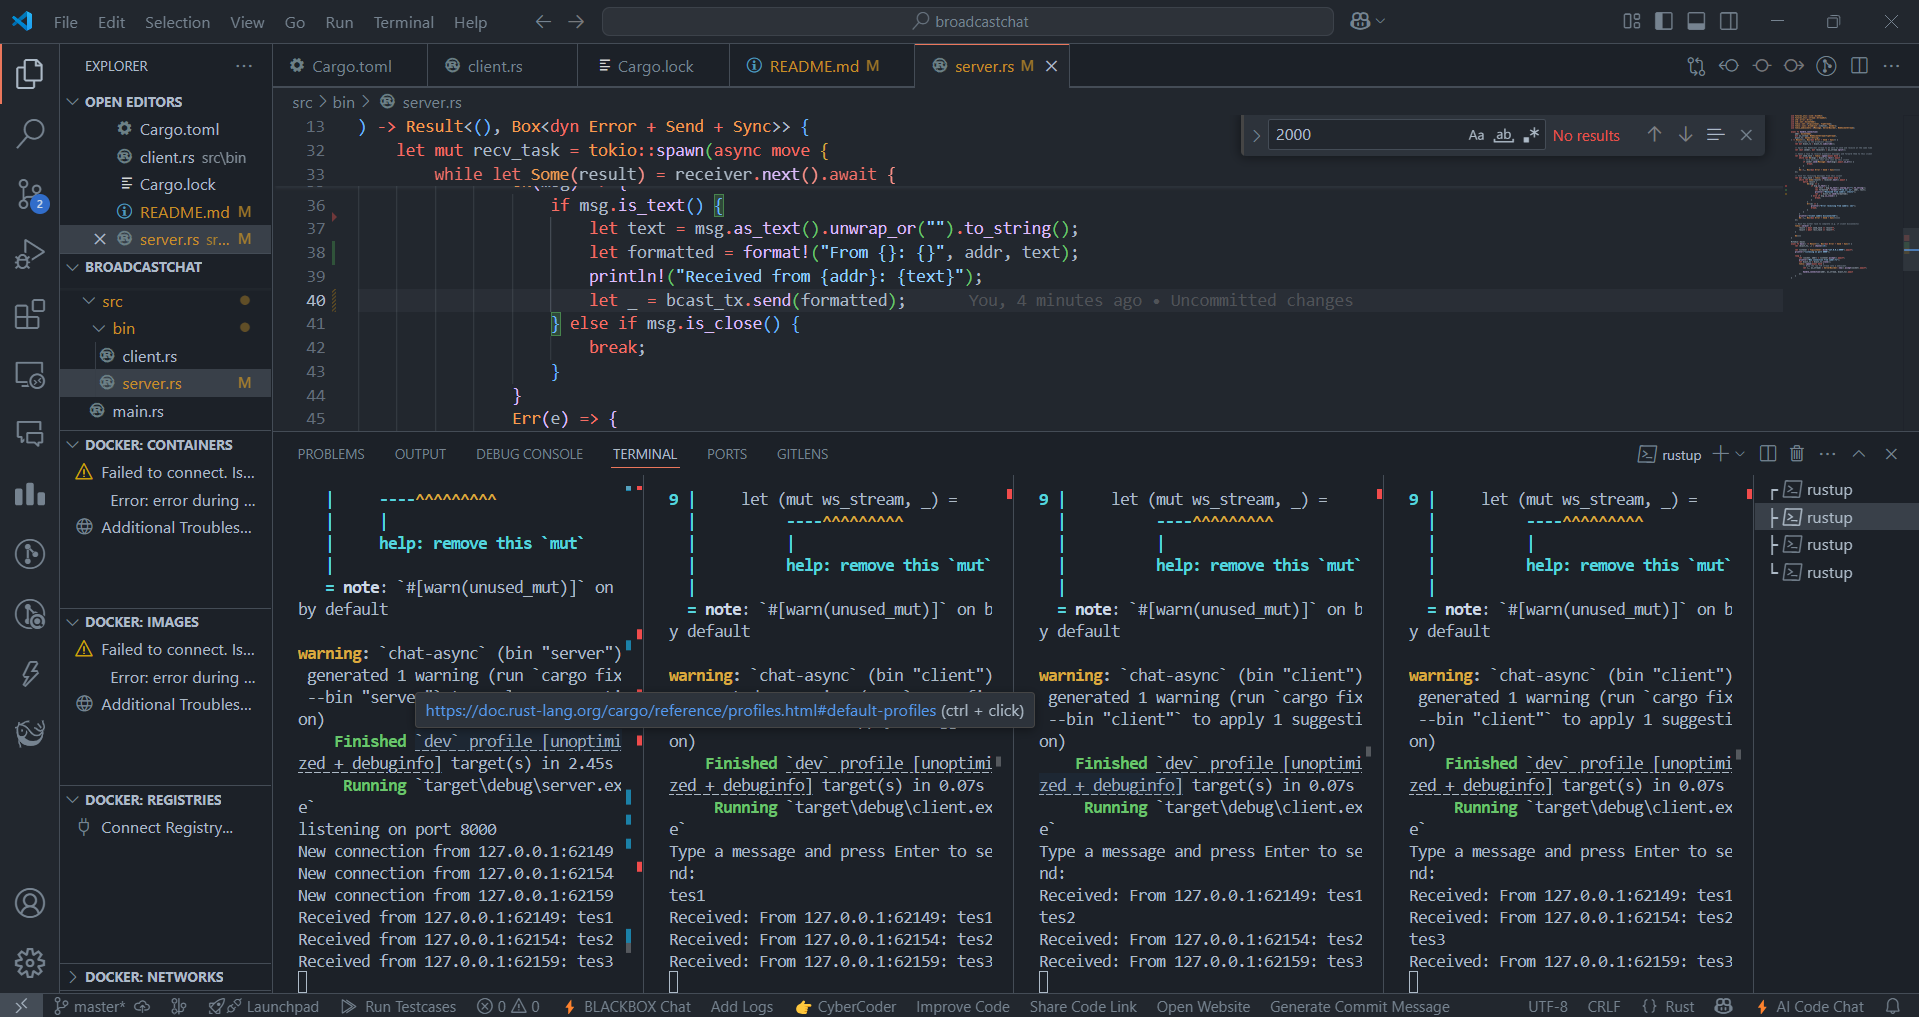 File Edit Selection View Go Run Terminal Help
broadcastchat
EXPLORER
OPEN EDITORS
Cargo.toml
client.rs src\bin
Cargo.lock
README.md M
server.rs sr... M
BROADCASTCHAT
src
bin
client.rs
server.rs M
main.rs
DOCKER: CONTAINERS
Failed to connect. Is...
Error: error during ...
Additional Troubles...
DOCKER: IMAGES
Failed to connect. Is...
Error: error during ...
Additional Troubles...
DOCKER: REGISTRIES
Connect Registry...
DOCKER: NETWORKS
2
Cargo.toml client.rs Cargo.lock README.md M server.rs M
src > bin > server.rs
2000 Aa ab No results
13 ) -> Result<(), Box<dyn Error + Send + Sync>> {
32 let mut recv_task = tokio::spawn(async move {
33 while let Some(result) = receiver.next().await {
36 if msg.is_text() {
37 let text = msg.as_text().unwrap_or("").to_string();
38 let formatted = format!("From {}: {}", addr, text);
39 println!("Received from {addr}: {text}");
40 let _ = bcast_tx.send(formatted); You, 4 minutes ago • Uncommitted changes
41 } else if msg.is_close() {
42 break;
43 }
44 }
45 Err(e) => {
PROBLEMS OUTPUT DEBUG CONSOLE TERMINAL PORTS GITLENS
rustup
| ----^^^^^^^^^
| |
| help: remove this `mut`
|
= note: `#[warn(unused_mut)]` on
by default
warning: `chat-async` (bin "server")
generated 1 warning (run `cargo fix
--bin "server"
on)
Finished `dev` profile [unoptimi
zed + debuginfo] target(s) in 2.45s
Running `target\debug\server.ex
e`
listening on port 8000
New connection from 127.0.0.1:62149
New connection from 127.0.0.1:62154
New connection from 127.0.0.1:62159
Received from 127.0.0.1:62149: tes1
Received from 127.0.0.1:62154: tes2
Received from 127.0.0.1:62159: tes3
https://doc.rust-lang.org/cargo/reference/profiles.html#default-profiles (ctrl + click)
9 | let (mut ws_stream, _) =
| ----^^^^^^^^^
| |
| help: remove this `mut`
|
= note: `#[warn(unused_mut)]` on b
y default
warning: `chat-async` (bin "client")
on)
Finished `dev` profile [unoptimi
zed + debuginfo] target(s) in 0.07s
Running `target\debug\client.ex
e`
Type a message and press Enter to se
nd:
tes1
Received: From 127.0.0.1:62149: tes1
Received: From 127.0.0.1:62154: tes2
Received: From 127.0.0.1:62159: tes3
9 | let (mut ws_stream, _) =
| ----^^^^^^^^^
| |
| help: remove this `mut`
|
= note: `#[warn(unused_mut)]` on b
y default
warning: `chat-async` (bin "client")
generated 1 warning (run `cargo fix
--bin "client"` to apply 1 suggesti
on)
Finished `dev` profile [unoptimi
zed + debuginfo] target(s) in 0.07s
Running `target\debug\client.ex
e`
Type a message and press Enter to se
nd:
Received: From 127.0.0.1:62149: tes1
tes2
Received: From 127.0.0.1:62154: tes2
Received: From 127.0.0.1:62159: tes3
9 | let (mut ws_stream, _) =
| ----^^^^^^^^^
| |
| help: remove this `mut`
|
= note: `#[warn(unused_mut)]` on b
y default
warning: `chat-async` (bin "client")
generated 1 warning (run `cargo fix
--bin "client"` to apply 1 suggesti
on)
Finished `dev` profile [unoptimi
zed + debuginfo] target(s) in 0.07s
Running `target\debug\client.ex
e`
Type a message and press Enter to se
nd:
Received: From 127.0.0.1:62149: tes1
Received: From 127.0.0.1:62154: tes2
tes3
Received: From 127.0.0.1:62159: tes3
rustup
rustup
rustup
rustup
master* Launchpad Run Testcases 0 0 BLACKBOX Chat Add Logs CyberCoder Improve Code Share Code Link Open Website Generate Commit Message UTF-8 CRLF {} Rust AI Code Chat